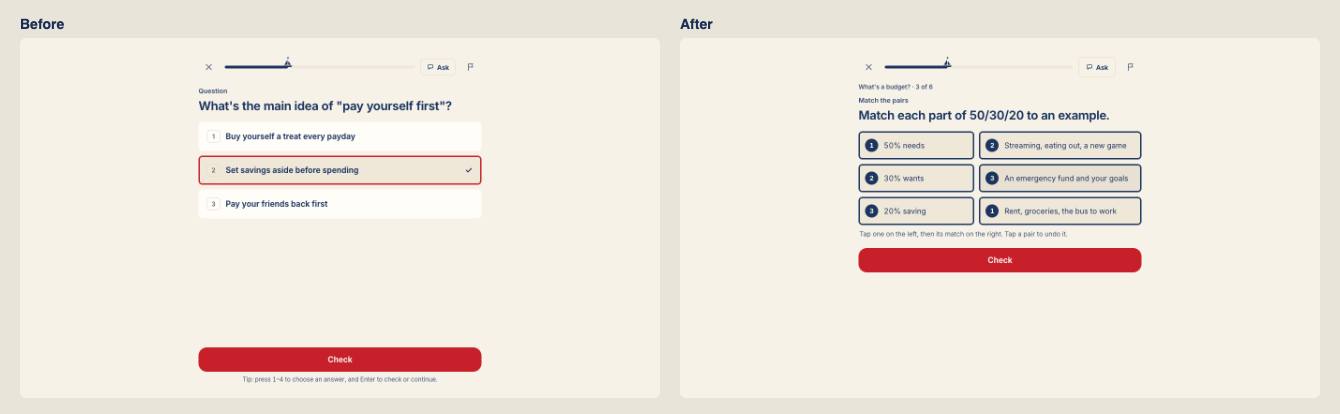 Before
Ask
Question
What's the main idea of "pay yourself first"?
1 Buy yourself a treat every payday
2 Set savings aside before spending
3 Pay your friends back first
Check
Tip: press 1–4 to choose an answer, and Enter to check or continue.
After
Ask
What's a budget? · 3 of 6
Match the pairs
Match each part of 50/30/20 to an example.
1 50% needs
2 Streaming, eating out, a new game
2 30% wants
3 An emergency fund and your goals
3 20% saving
1 Rent, groceries, the bus to work
Tap one on the left, then its match on the right. Tap a pair to undo it.
Check